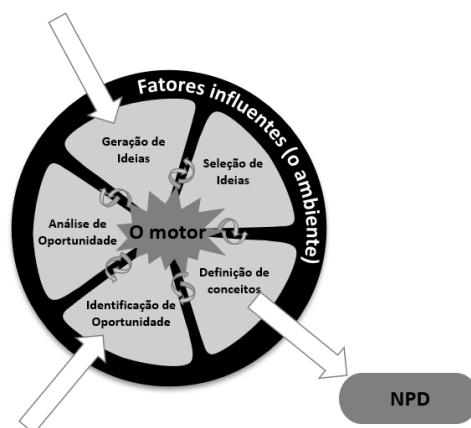 Fatores influentes (o ambiente)
Geração de
Ideias
Seleção de
Ideias
Análise de
Oportunidade
O motor
Definição de
conceitos
Identificação de
Oportunidade
NPD